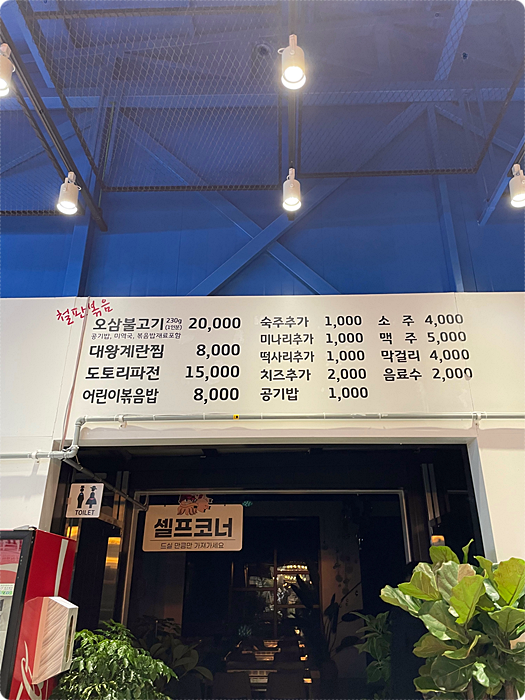 철판볶음
오삼불고기 230g (1인분) 20,000
공기밥, 미역국, 볶음밥재료포함
대왕계란찜 8,000
도토리파전 15,000
어린이볶음밥 8,000
숙주추가 1,000
미나리추가 1,000
떡사리추가 1,000
치즈추가 2,000
공기밥 1,000
소 주 4,000
맥 주 5,000
막걸리 4,000
음료수 2,000
TOILET
셀프코너
드실 만큼만 가져가세요